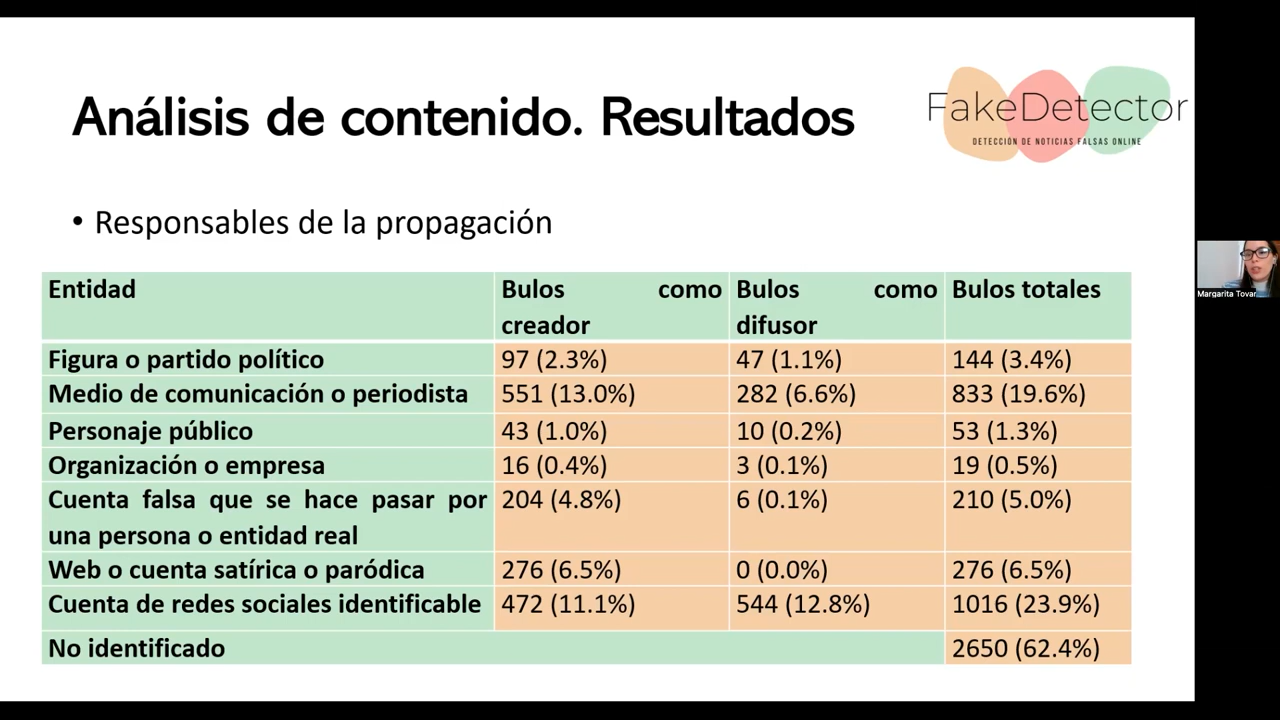 Análisis de contenido. Resultados
FakeDetector
DETECCIÓN DE NOTICIAS FALSAS ONLINE
• Responsables de la propagación
Entidad
Bulos como
creador
Bulos como
difusor
Bulos totales
Figura o partido político 97 (2.3%) 47 (1.1%) 144 (3.4%)
Medio de comunicación o periodista 551 (13.0%) 282 (6.6%) 833 (19.6%)
Personaje público 43 (1.0%) 10 (0.2%) 53 (1.3%)
Organización o empresa 16 (0.4%) 3 (0.1%) 19 (0.5%)
Cuenta falsa que se hace pasar por
una persona o entidad real
204 (4.8%) 6 (0.1%) 210 (5.0%)
Web o cuenta satírica o paródica 276 (6.5%) 0 (0.0%) 276 (6.5%)
Cuenta de redes sociales identificable 472 (11.1%) 544 (12.8%) 1016 (23.9%)
No identificado 2650 (62.4%)
Margarita Tovar